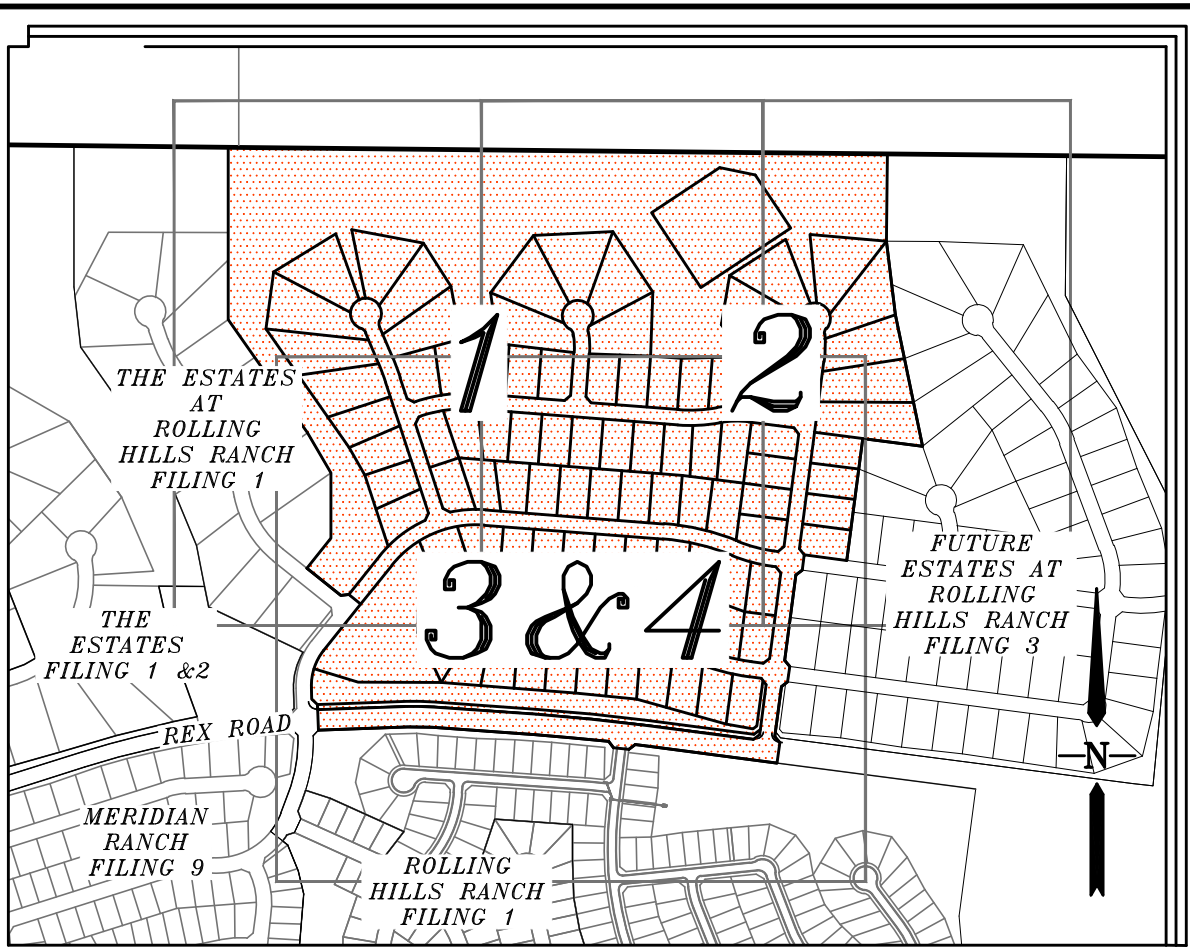 1
2
THE ESTATES
AT
ROLLING
HILLS RANCH
FILING 1
3 & 4
FUTURE
ESTATES AT
ROLLING
HILLS RANCH
FILING 3
THE
ESTATES
FILING 1 &2
REX ROAD
N
MERIDIAN
RANCH
FILING 9
ROLLING
HILLS RANCH
FILING 1